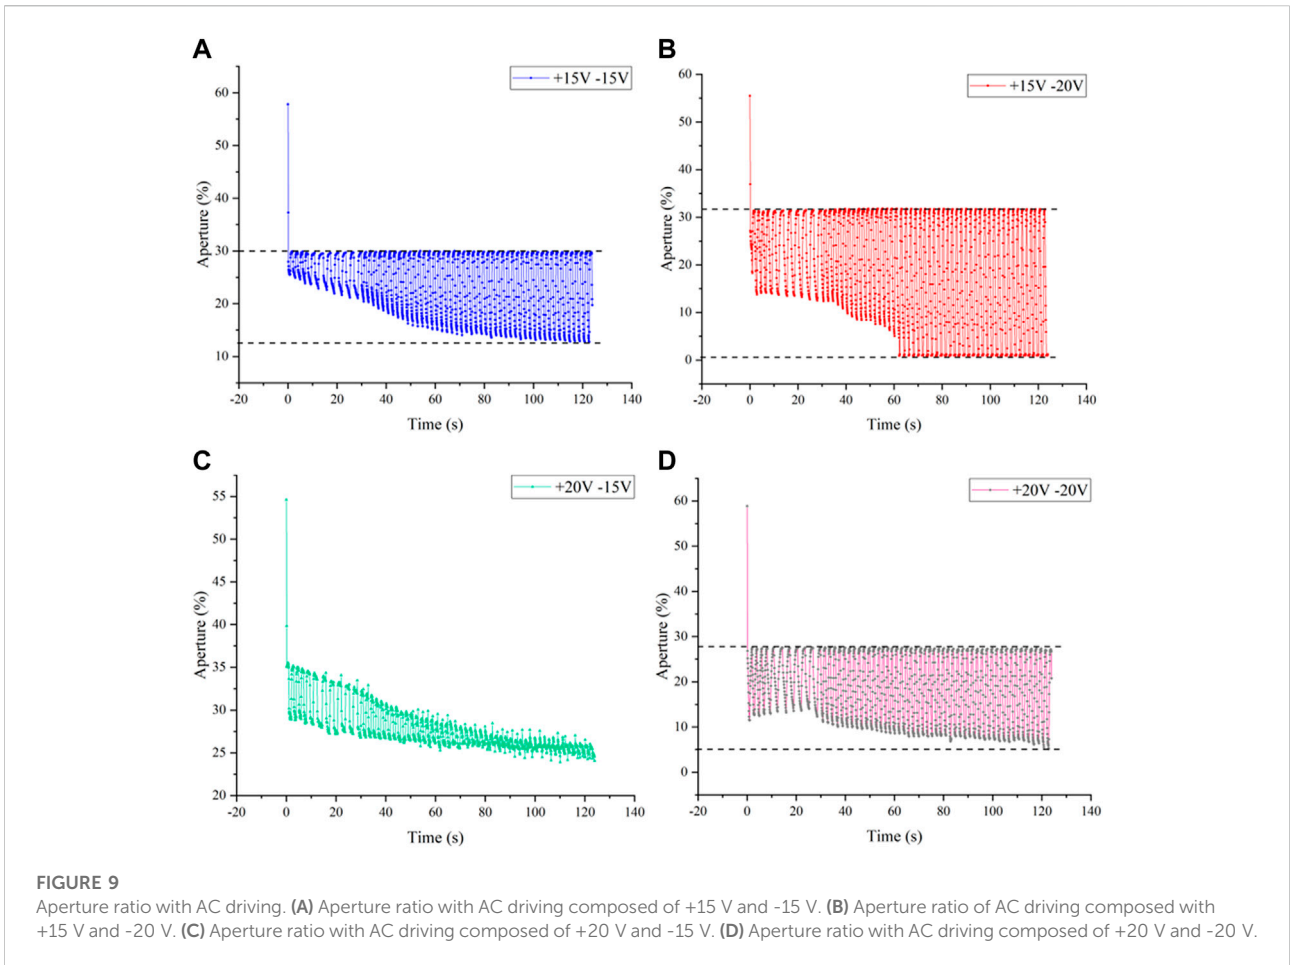 A
+15V -15V
60
50
40
30
20
10
Aperture (%)
-20 0 20 40 60 80 100 120 140
Time (s)
B
+15V -20V
60
50
40
30
20
10
0
Aperture (%)
-20 0 20 40 60 80 100 120 140
Time (s)
C
+20V -15V
55
50
45
40
35
30
25
20
Aperture (%)
-20 0 20 40 60 80 100 120 140
Time (s)
D
+20V -20V
60
50
40
30
20
10
0
Aperture (%)
-20 0 20 40 60 80 100 120 140
Time (s)
FIGURE 9
Aperture ratio with AC driving. (A) Aperture ratio with AC driving composed of +15 V and -15 V. (B) Aperture ratio of AC driving composed with
+15 V and -20 V. (C) Aperture ratio with AC driving composed of +20 V and -15 V. (D) Aperture ratio with AC driving composed of +20 V and -20 V.